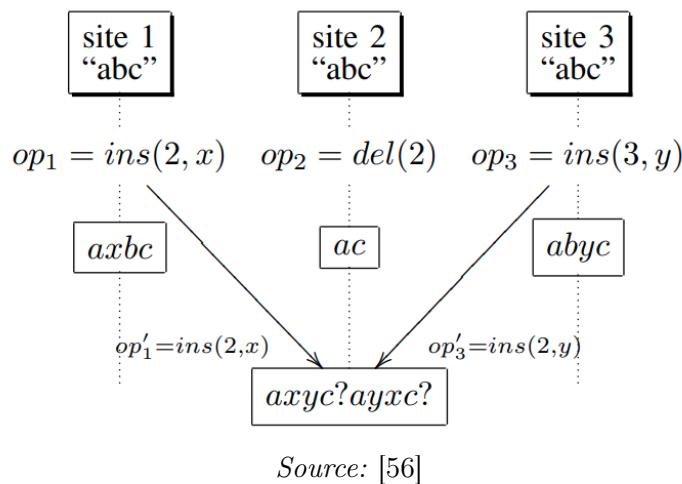 site 1 site 2 site 3
“abc” “abc” “abc”
op₁ = ins(2, x) op₂ = del(2) op₃ = ins(3, y)
axbc ac abyc
op′₁=ins(2,x) op′₃=ins(2,y)
axyc?ayxc?
Source: [56]